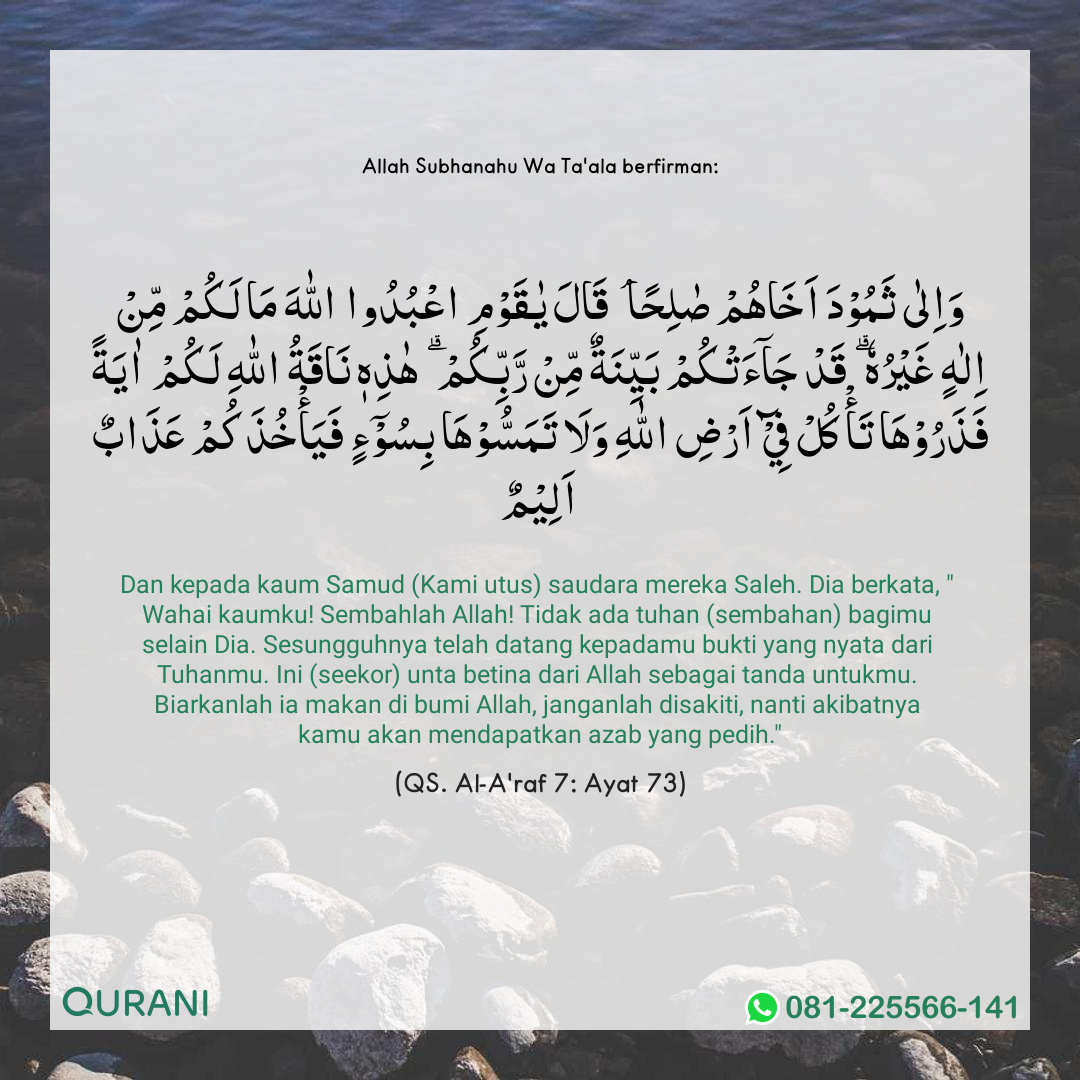 Allah Subhanahu Wa Ta'ala berfirman:
وَاِلٰى ثَمُوْدَ اَخَاهُمْ صٰلِحًاۘ قَالَ يٰقَوْمِ اعْبُدُوا اللّٰهَ مَا لَـكُمْ مِّنْ
اِلٰهٍ غَيْرُهٗ ۗ قَدْ جَآءَتْكُمْ بَيِّنَةٌ مِّنْ رَّبِّكُمْ ۗ هٰذِهٖ نَاقَةُ اللّٰهِ لَـكُمْ اٰيَةً
فَذَرُوْهَا تَأْكُلْ فِيْۤ اَرْضِ اللّٰهِ وَلَا تَمَسُّوْهَا بِسُوْٓءٍ فَيَأْخُذَكُمْ عَذَابٌ
اَلِيْمٌ
Dan kepada kaum Samud (Kami utus) saudara mereka Saleh. Dia berkata, "
Wahai kaumku! Sembahlah Allah! Tidak ada tuhan (sembahan) bagimu
selain Dia. Sesungguhnya telah datang kepadamu bukti yang nyata dari
Tuhanmu. Ini (seekor) unta betina dari Allah sebagai tanda untukmu.
Biarkanlah ia makan di bumi Allah, janganlah disakiti, nanti akibatnya
kamu akan mendapatkan azab yang pedih."
(QS. Al-A'raf 7: Ayat 73)
QURANI
081-225566-141